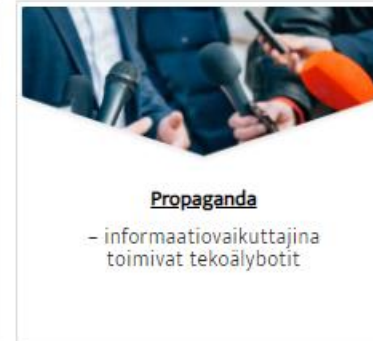 Propaganda
– informaatiovaikuttajina
toimivat tekoälybotit